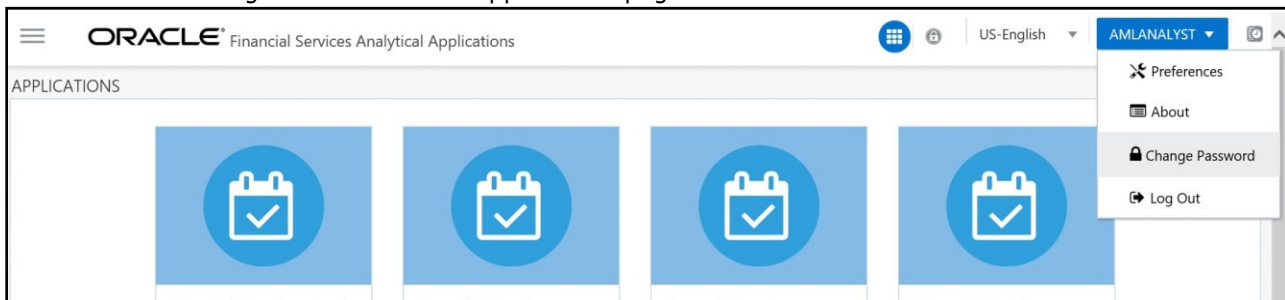 ORACLE® Financial Services Analytical Applications
US-English
AMLANALYST
Preferences
APPLICATIONS
About
Change Password
Log Out